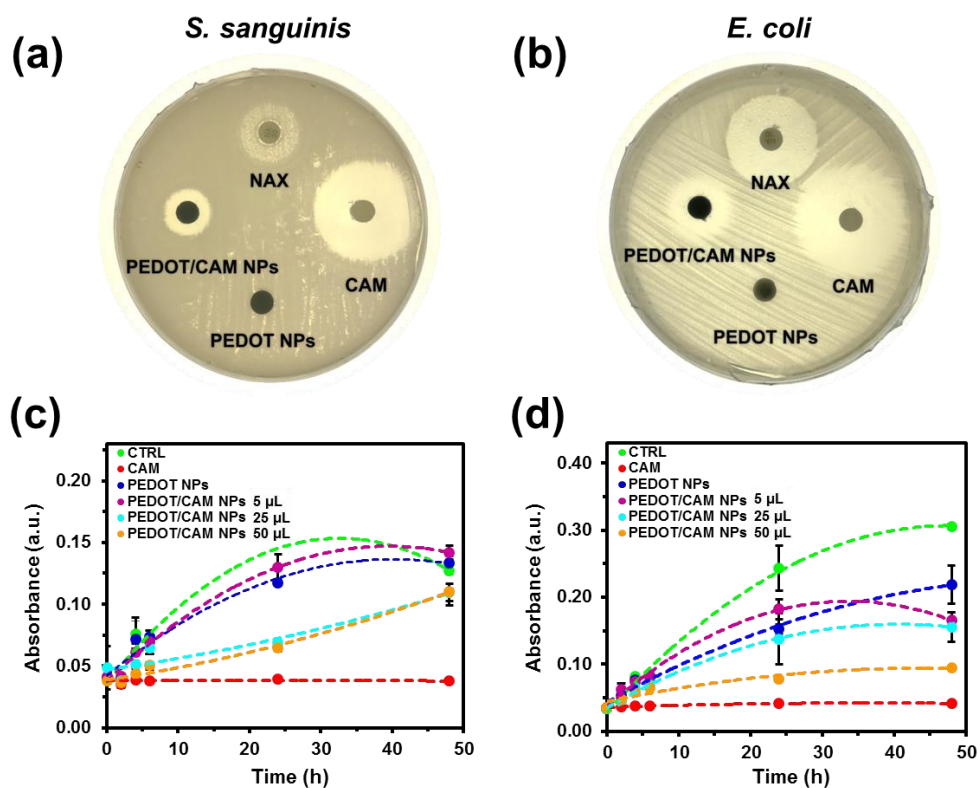 S. sanguinis
E. coli
(a)
(b)
NAX
PEDOT/CAM NPs
CAM
PEDOT NPs
NAX
PEDOT/CAM NPs
CAM
PEDOT NPs
(c)
(d)
CTRL
CAM
PEDOT NPs
PEDOT/CAM NPs 5 µL
PEDOT/CAM NPs 25 µL
PEDOT/CAM NPs 50 µL
0.20
0.15
0.10
0.05
0.00
Absorbance (a.u.)
0 10 20 30 40 50
Time (h)
CTRL
CAM
PEDOT NPs
PEDOT/CAM NPs 5 µL
PEDOT/CAM NPs 25 µL
PEDOT/CAM NPs 50 µL
0.40
0.30
0.20
0.10
0.00
Absorbance (a.u.)
0 10 20 30 40 50
Time (h)